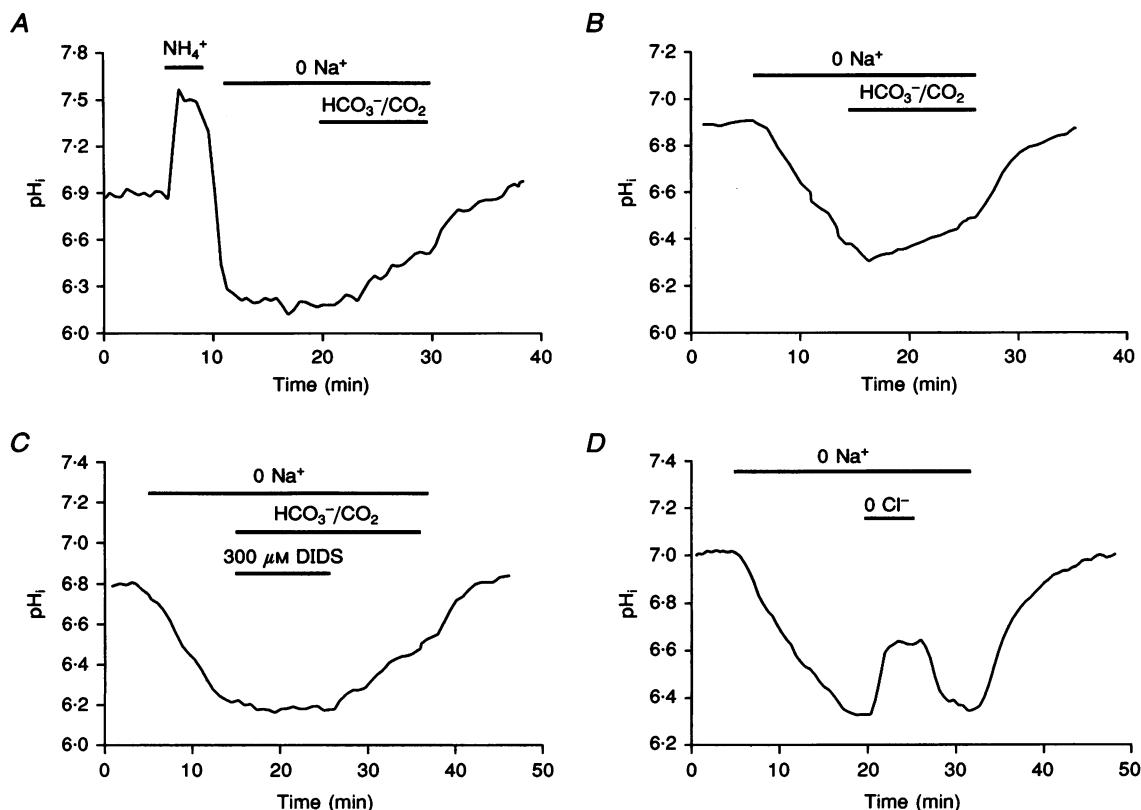 A
NH₄⁺
0 Na⁺
HCO₃⁻/CO₂
7·8
7·5
7·2
6·9
6·6
6·3
6·0
pHᵢ
0 10 20 30 40
Time (min)
B
0 Na⁺
HCO₃⁻/CO₂
7·2
7·0
6·8
6·6
6·4
6·2
6·0
pHᵢ
0 10 20 30 40
Time (min)
C
0 Na⁺
HCO₃⁻/CO₂
300 μM DIDS
7·4
7·2
7·0
6·8
6·6
6·4
6·2
6·0
pHᵢ
0 10 20 30 40 50
Time (min)
D
0 Na⁺
0 Cl⁻
7·4
7·2
7·0
6·8
6·6
6·4
6·2
pHᵢ
0 10 20 30 40 50
Time (min)